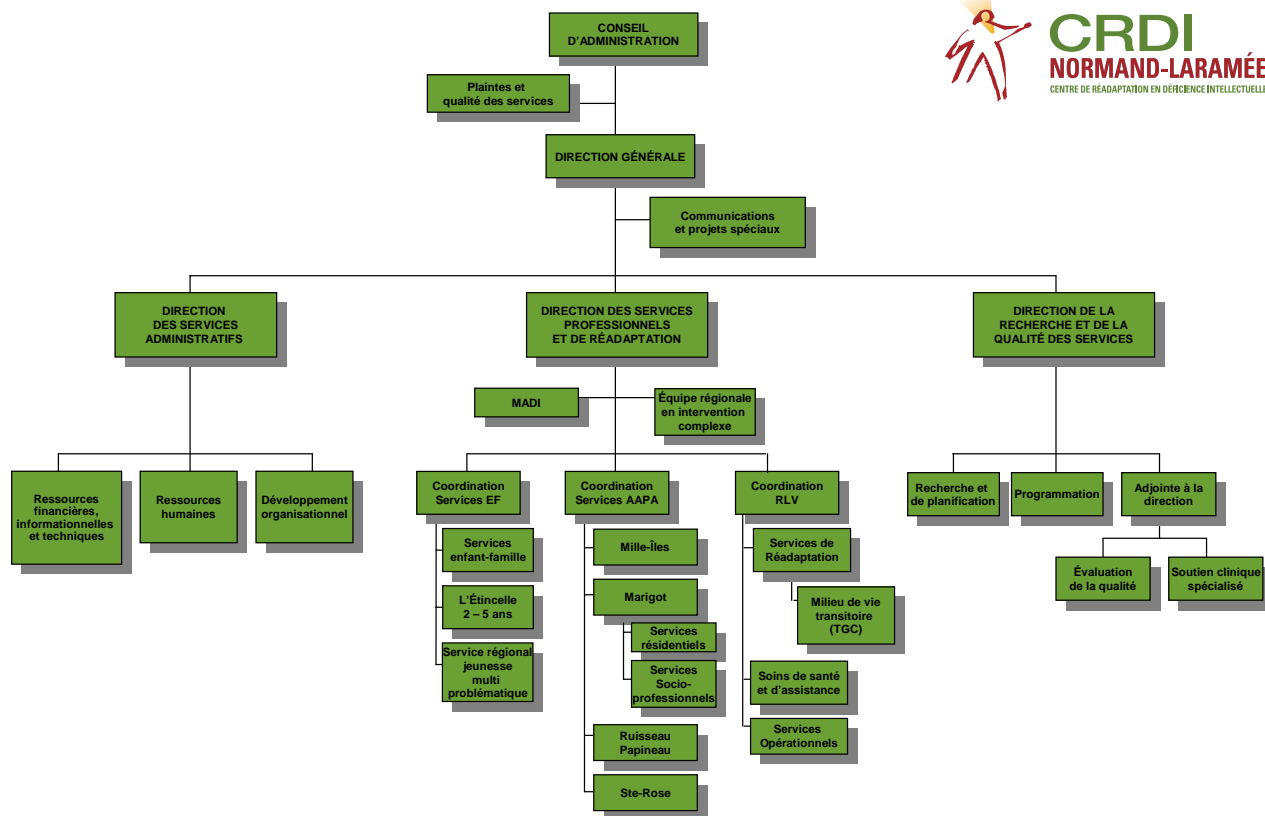 CONSEIL
D'ADMINISTRATION
CRDI
NORMAND-LARAMÉE
CENTRE DE RÉADAPTATION EN DÉFICIENCE INTELLECTUELLE
Plaintes et
qualité des services
DIRECTION GÉNÉRALE
Communications
et projets spéciaux
DIRECTION
DES SERVICES
ADMINISTRATIFS
DIRECTION DES SERVICES
PROFESSIONNELS
ET DE RÉADAPTATION
DIRECTION DE LA
RECHERCHE ET DE LA
QUALITÉ DES SERVICES
MADI
Équipe régionale
en intervention
complexe
Ressources
financières,
informationnelles
et techniques
Ressources
humaines
Développement
organisationnel
Coordination
Services EF
Services
enfant-famille
L'Étincelle
2 – 5 ans
Service régional
jeunesse
multi
problématique
Coordination
Services AAPA
Mille-Îles
Marigot
Services
résidentiels
Services
Socio-
professionnels
Ruisseau
Papineau
Ste-Rose
Coordination
RLV
Services de
Réadaptation
Milieu de vie
transitoire
(TGC)
Soins de santé
et d'assistance
Services
Opérationnels
Recherche et
de planification
Programmation
Adjointe à la
direction
Évaluation
de la qualité
Soutien clinique
spécialisé